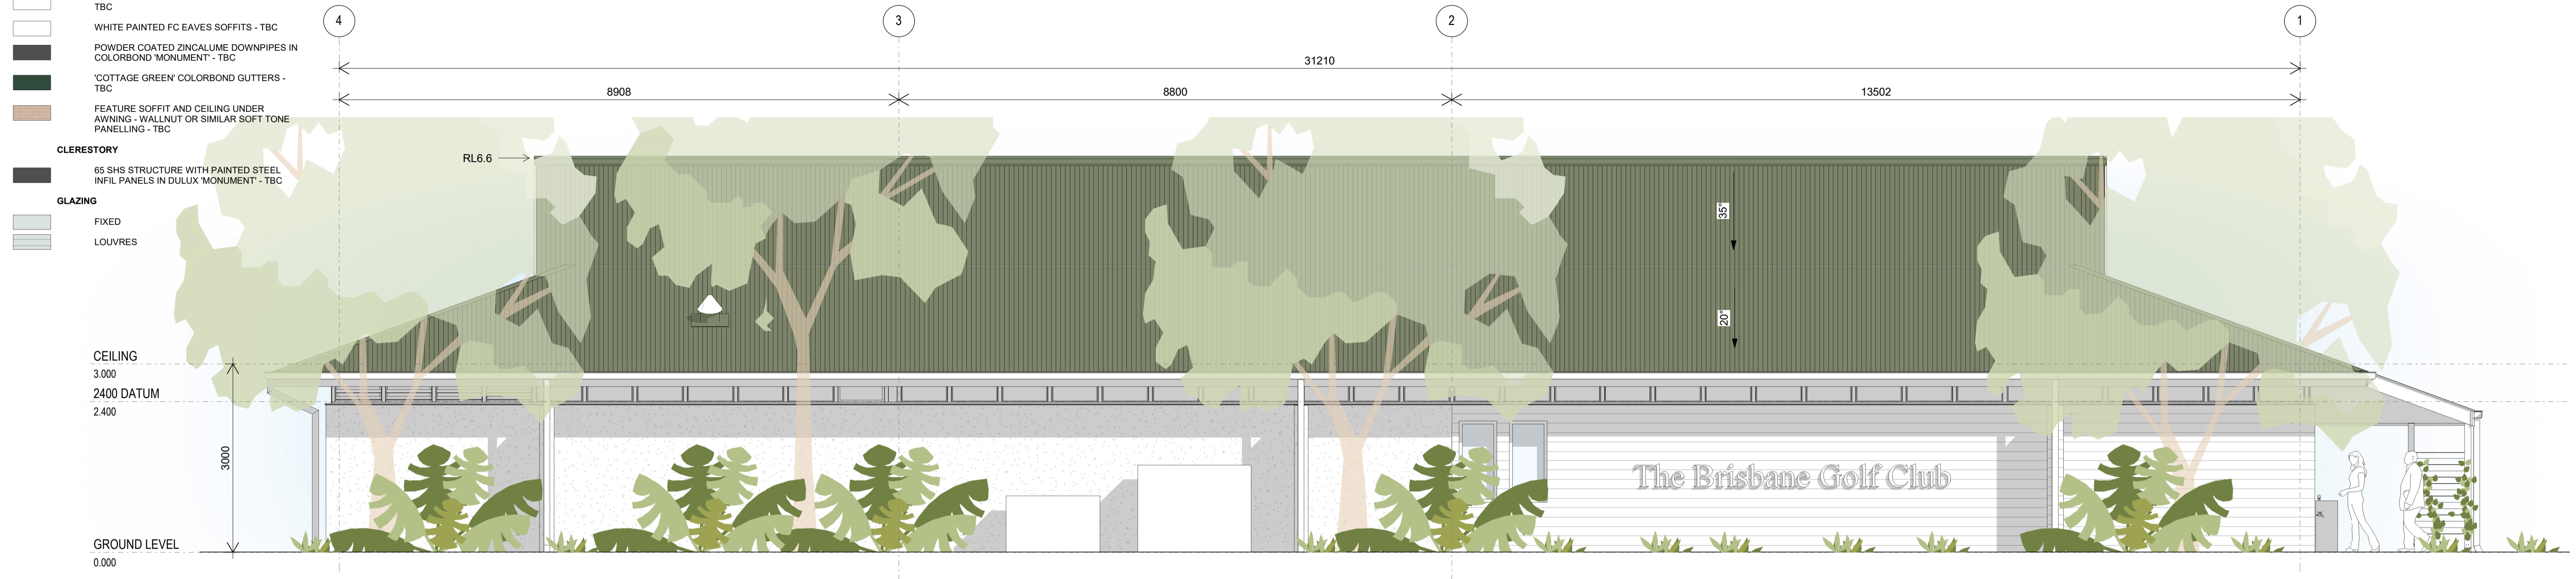 TBC
WHITE PAINTED FC EAVES SOFFITS - TBC
POWDER COATED ZINCALUME DOWNPIPES IN
COLORBOND 'MONUMENT' - TBC
'COTTAGE GREEN' COLORBOND GUTTERS -
TBC
FEATURE SOFFIT AND CEILING UNDER
AWNING - WALLNUT OR SIMILAR SOFT TONE
PANELLING - TBC
CLERESTORY
65 SHS STRUCTURE WITH PAINTED STEEL
INFIL PANELS IN DULUX 'MONUMENT' - TBC
GLAZING
FIXED
LOUVRES
4
3
2
1
31210
8908
8800
13502
RL6.6
35°
20°
CEILING
3.000
2400 DATUM
2.400
3000
GROUND LEVEL
0.000
The Brisbane Golf Club